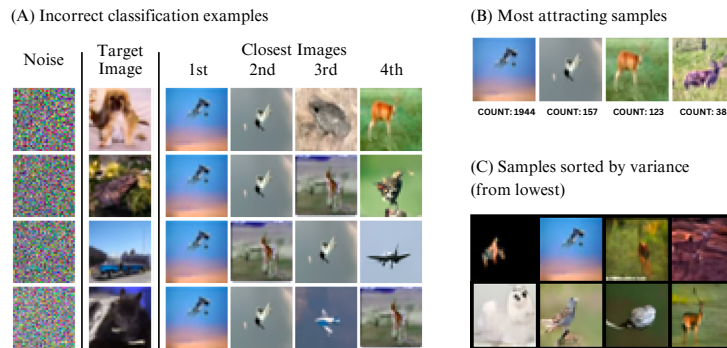 (A) Incorrect classification examples
Noise
Target
Image
Closest Images
1st 2nd 3rd 4th
(B) Most attracting samples
COUNT: 1944 COUNT: 157 COUNT: 123 COUNT: 38
(C) Samples sorted by variance
(from lowest)